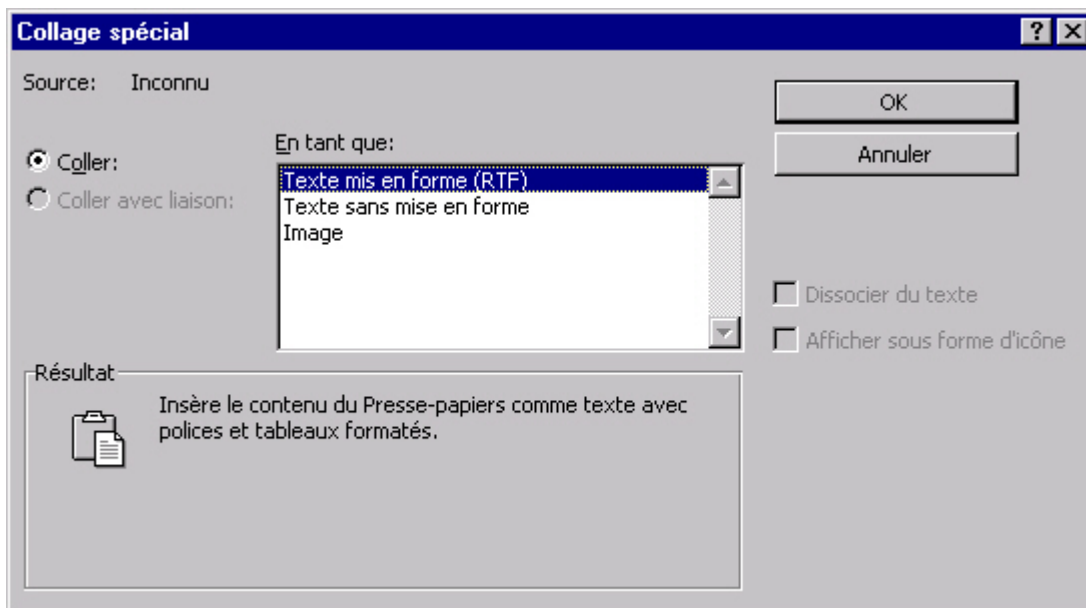 Collage spécial
Source: Inconnu
OK
Annuler
Coller:
Coller avec liaison:
En tant que:
Texte mis en forme (RTF)
Texte sans mise en forme
Image
Dissocier du texte
Afficher sous forme d'icône
Résultat
Insère le contenu du Presse-papiers comme texte avec
polices et tableaux formatés.